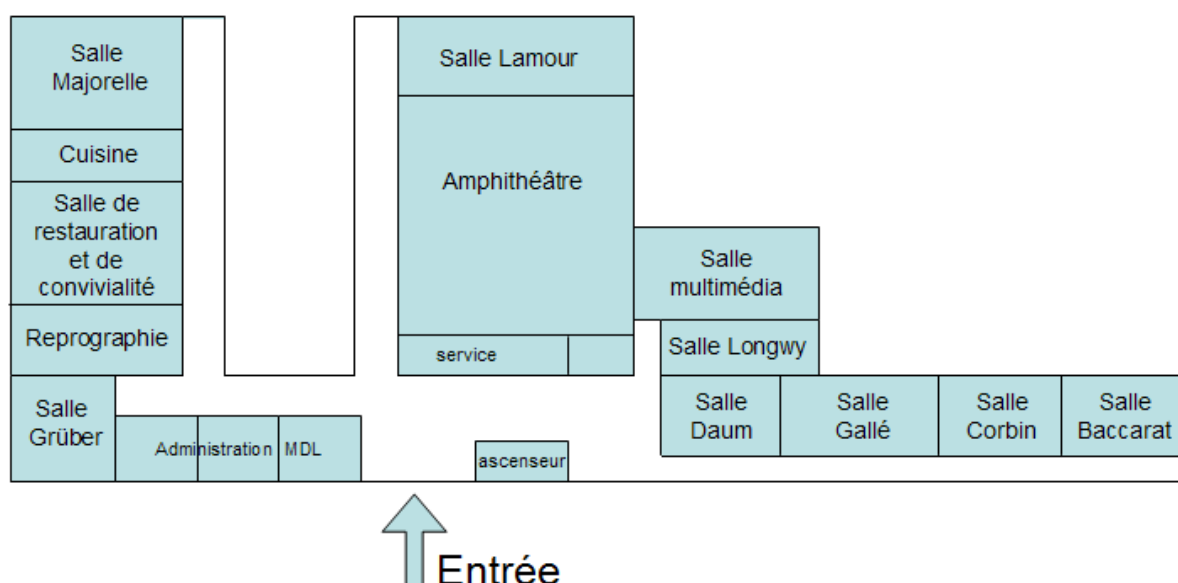 Salle
Majorelle
Cuisine
Salle de
restauration
et de
convivialité
Reprographie
Salle
Grüber
Administration
MDL
Salle Lamour
Amphithéâtre
service
ascenseur
Salle
multimédia
Salle Longwy
Salle
Daum
Salle
Gallé
Salle
Corbin
Salle
Baccarat
Entrée